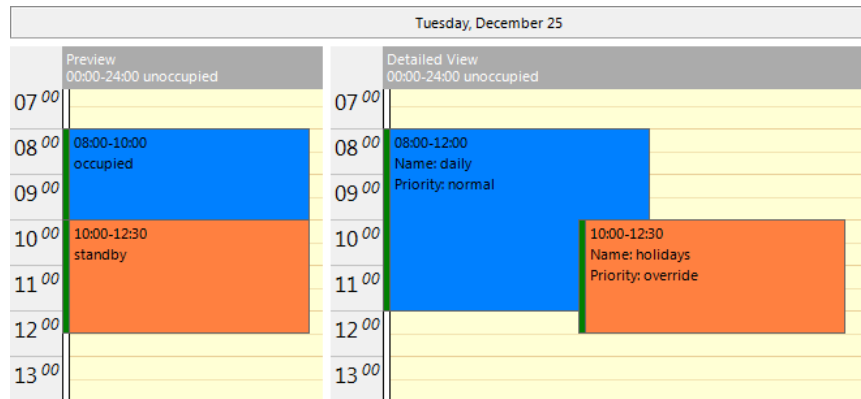 Tuesday, December 25
Preview
00:00-24:00 unoccupied
07 00
08 00
08:00-10:00
occupied
09 00
10 00
10:00-12:30
standby
11 00
12 00
13 00
Detailed View
00:00-24:00 unoccupied
07 00
08 00
08:00-12:00
Name: daily
Priority: normal
09 00
10 00
10:00-12:30
Name: holidays
Priority: override
11 00
12 00
13 00